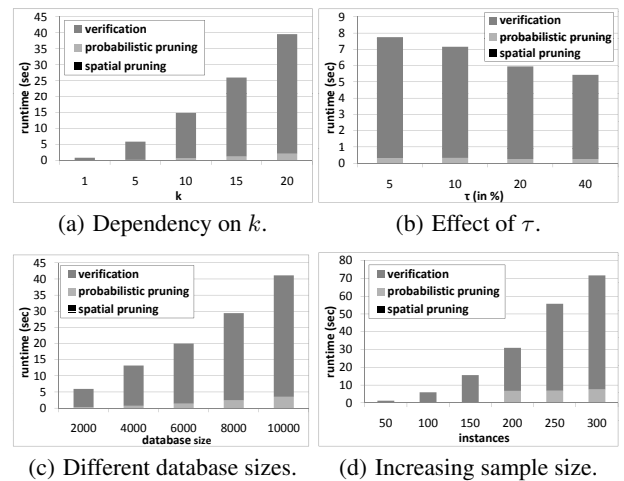 45
40
35
30
25
20
15
10
5
0
runtime (sec)
verification
probabilistic pruning
spatial pruning
1 5 10 15 20
k
(a) Dependency on k.
9
8
7
6
5
4
3
2
1
0
runtime (sec)
verification
probabilistic pruning
spatial pruning
5 10 20 40
τ (in %)
(b) Effect of τ.
45
40
35
30
25
20
15
10
5
0
runtime (sec)
verification
probabilistic pruning
spatial pruning
2000 4000 6000 8000 10000
database size
(c) Different database sizes.
80
70
60
50
40
30
20
10
0
runtime (sec)
verification
probabilistic pruning
spatial pruning
50 100 150 200 250 300
instances
(d) Increasing sample size.